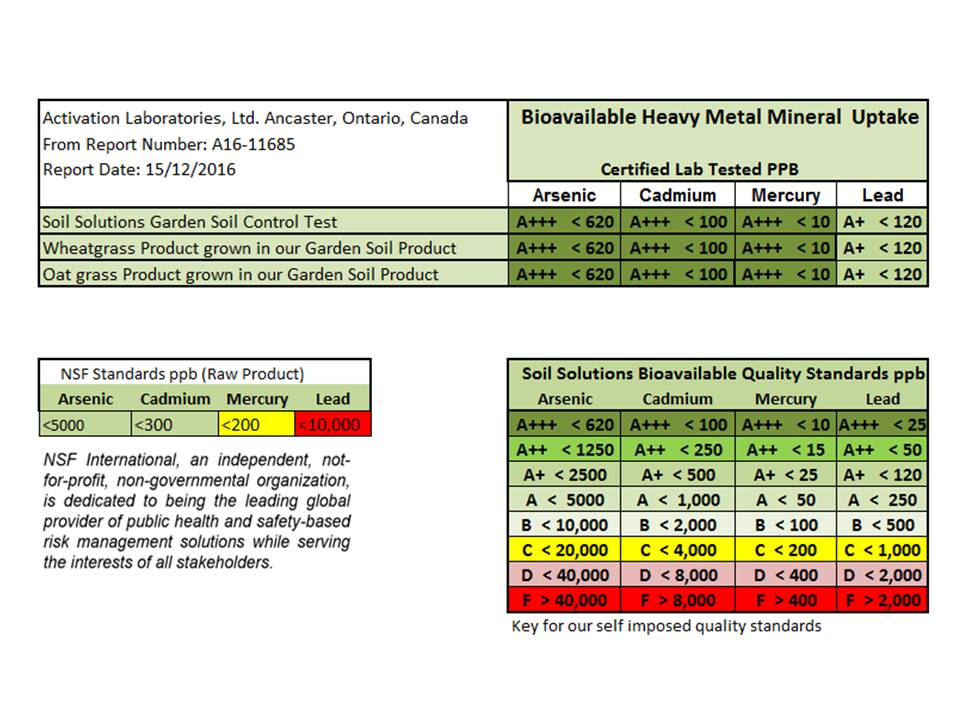 Activation Laboratories, Ltd. Ancaster, Ontario, Canada
From Report Number: A16-11685
Report Date: 15/12/2016
Bioavailable Heavy Metal Mineral Uptake
Certified Lab Tested PPB
Arsenic Cadmium Mercury Lead
Soil Solutions Garden Soil Control Test A+++ < 620 A+++ < 100 A+++ < 10 A+ < 120
Wheatgrass Product grown in our Garden Soil Product A+++ < 620 A+++ < 100 A+++ < 10 A+ < 120
Oat grass Product grown in our Garden Soil Product A+++ < 620 A+++ < 100 A+++ < 10 A+ < 120
NSF Standards ppb (Raw Product)
Arsenic Cadmium Mercury Lead
<5000 <300 <200 <10,000
NSF International, an independent, not-
for-profit, non-governmental organization,
is dedicated to being the leading global
provider of public health and safety-based
risk management solutions while serving
the interests of all stakeholders.
Soil Solutions Bioavailable Quality Standards ppb
Arsenic Cadmium Mercury Lead
A+++ < 620 A+++ < 100 A+++ < 10 A+++ < 25
A++ < 1250 A++ < 250 A++ < 15 A++ < 50
A+ < 2500 A+ < 500 A+ < 25 A+ < 120
A < 5000 A < 1,000 A < 50 A < 250
B < 10,000 B < 2,000 B < 100 B < 500
C < 20,000 C < 4,000 C < 200 C < 1,000
D < 40,000 D < 8,000 D < 400 D < 2,000
F > 40,000 F > 8,000 F > 400 F > 2,000
Key for our self imposed quality standards